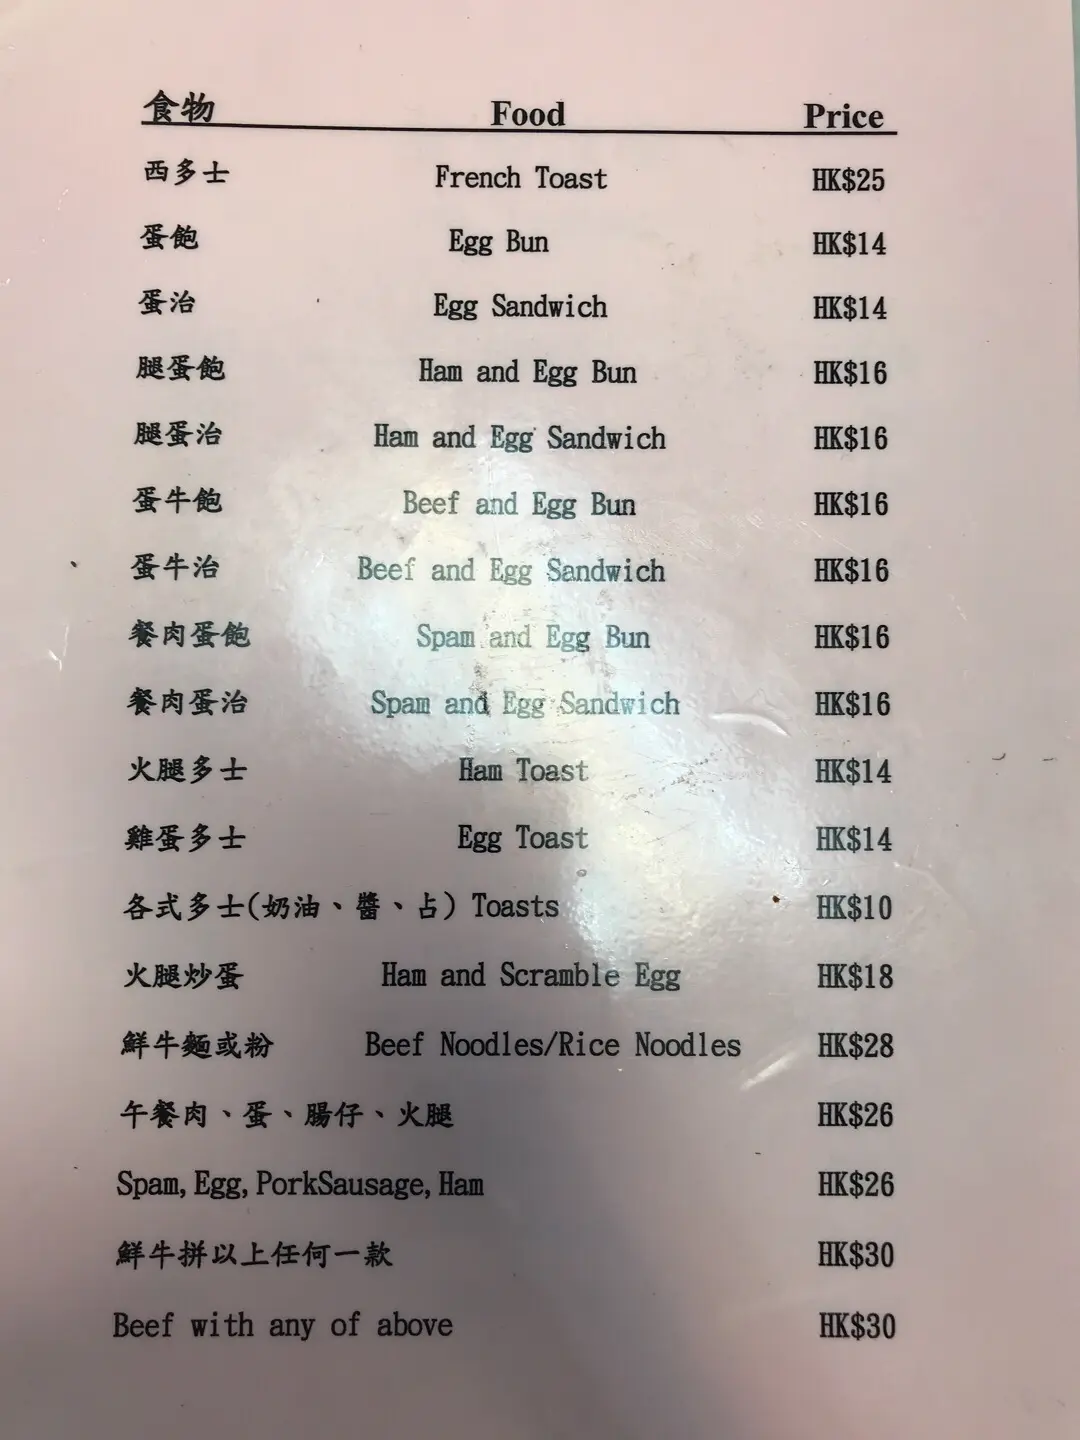 食物 Food Price
西多士 French Toast HK$25
蛋飽 Egg Bun HK$14
蛋治 Egg Sandwich HK$14
腿蛋飽 Ham and Egg Bun HK$16
腿蛋治 Ham and Egg Sandwich HK$16
蛋牛飽 Beef and Egg Bun HK$16
蛋牛治 Beef and Egg Sandwich HK$16
餐肉蛋飽 Spam and Egg Bun HK$16
餐肉蛋治 Spam and Egg Sandwich HK$16
火腿多士 Ham Toast HK$14
雞蛋多士 Egg Toast HK$14
各式多士(奶油、醬、占) Toasts HK$10
火腿炒蛋 Ham and Scramble Egg HK$18
鮮牛麵或粉 Beef Noodles/Rice Noodles HK$28
午餐肉、蛋、腸仔、火腿 HK$26
Spam,Egg,PorkSausage,Ham HK$26
鮮牛拼以上任何一款 HK$30
Beef with any of above HK$30